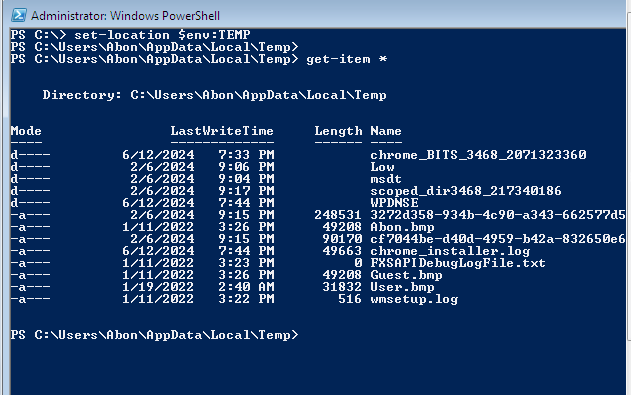 Administrator: Windows PowerShell
PS C:\> set-location $env:TEMP
PS C:\Users\Abon\AppData\Local\Temp>
PS C:\Users\Abon\AppData\Local\Temp> get-item *
Directory: C:\Users\Abon\AppData\Local\Temp
Mode LastWriteTime Length Name
---- ------------- ------ ----
d---- 6/12/2024 7:33 PM chrome_BITS_3468_2071323360
d---- 2/6/2024 9:06 PM Low
d---- 2/6/2024 9:04 PM msdt
d---- 2/6/2024 9:17 PM scoped_dir3468_217340186
d---- 6/12/2024 7:44 PM WPDNSE
-a--- 2/6/2024 9:15 PM 248531 3272d358-934b-4c90-a343-662577d5
-a--- 1/11/2022 3:26 PM 49208 Abon.bmp
-a--- 2/6/2024 9:15 PM 90170 cf7044be-d40d-4959-b42a-832650e6
-a--- 6/12/2024 7:44 PM 49663 chrome_installer.log
-a--- 1/11/2022 3:23 PM 0 FXSAPIDebugLogFile.txt
-a--- 1/11/2022 3:26 PM 49208 Guest.bmp
-a--- 1/19/2022 2:40 AM 31832 User.bmp
-a--- 1/11/2022 3:22 PM 516 wmsetup.log
PS C:\Users\Abon\AppData\Local\Temp>